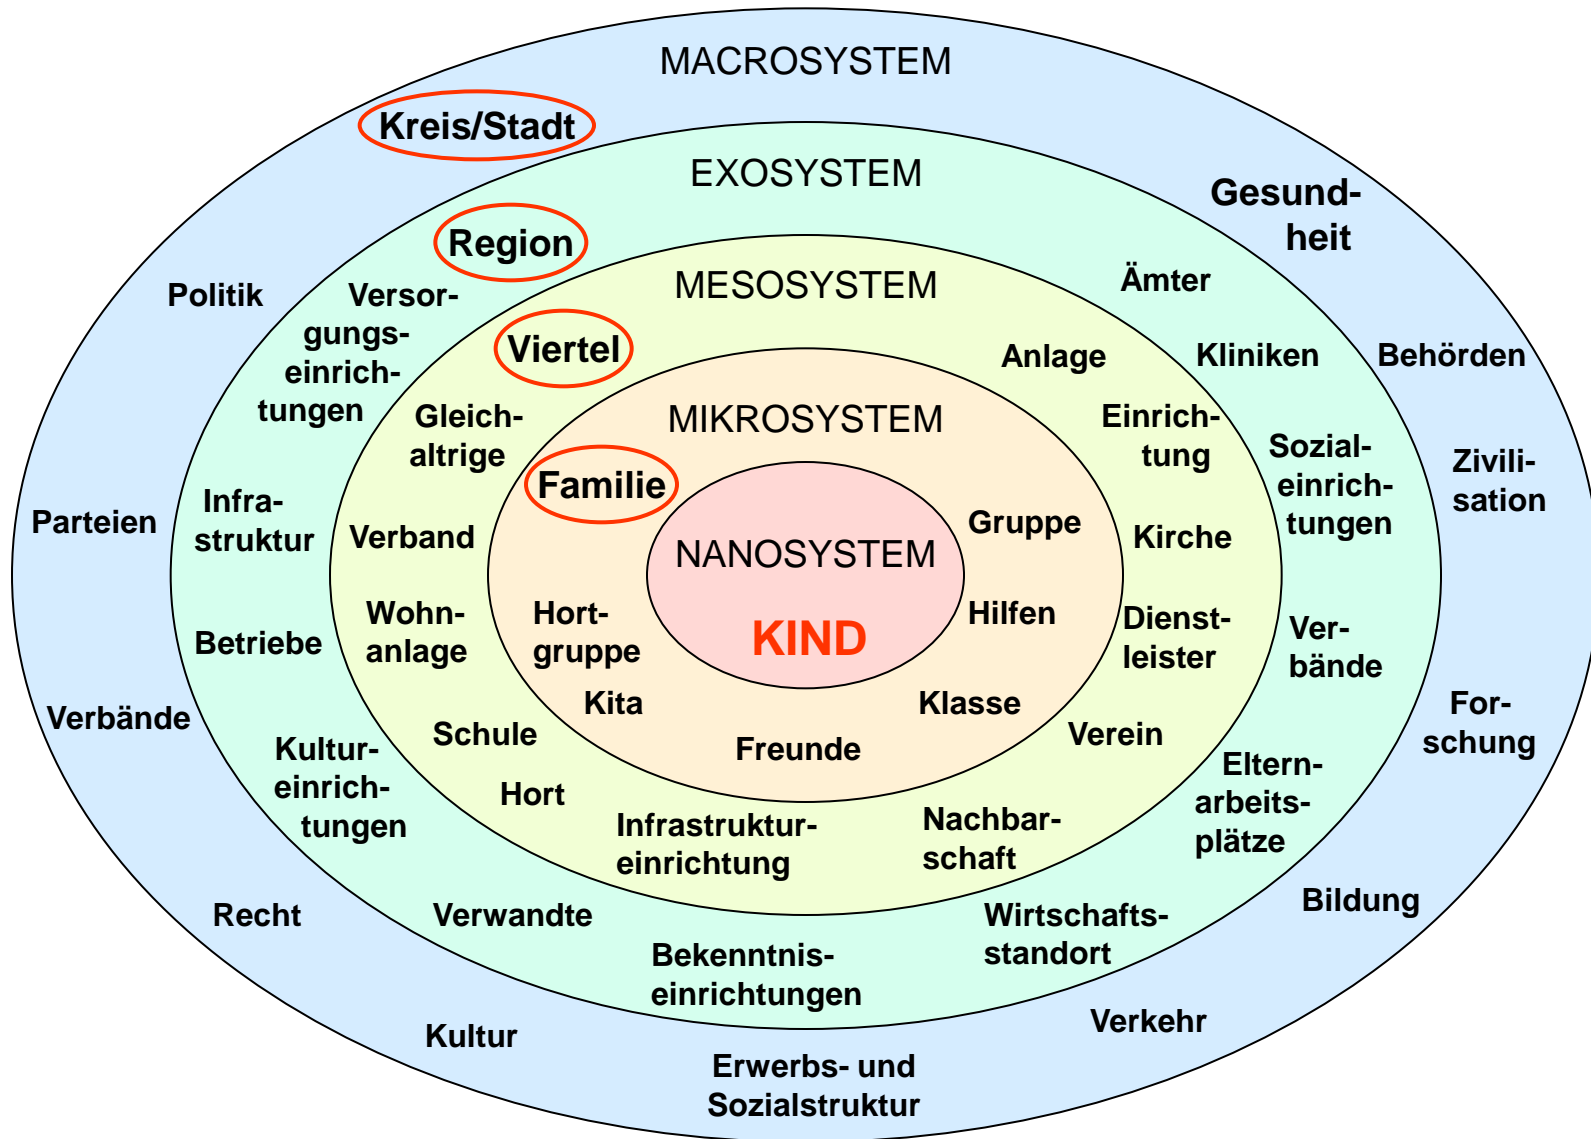 MACROSYSTEM
Kreis/Stadt
Gesund-
heit
Politik
Behörden
Parteien
Zivili-
sation
Verbände
For-
schung
Recht
Bildung
Kultur
Verkehr
Erwerbs- und
Sozialstruktur
EXOSYSTEM
Region
Ämter
Versor-
gungs-
einrich-
tungen
Kliniken
Sozial-
einrich-
tungen
Infra-
struktur
Betriebe
Ver-
bände
Kultur-
einrich-
tungen
Eltern-
arbeits-
plätze
Verwandte
Wirtschafts-
standort
Bekenntnis-
einrichtungen
MESOSYSTEM
Viertel
Anlage
Gleich-
altrige
Einrich-
tung
Verband
Kirche
Wohn-
anlage
Dienst-
leister
Schule
Verein
Hort
Infrastruktur-
einrichtung
Nachbar-
schaft
MIKROSYSTEM
Familie
Gruppe
Hort-
gruppe
Hilfen
Kita
Klasse
Freunde
NANOSYSTEM
KIND